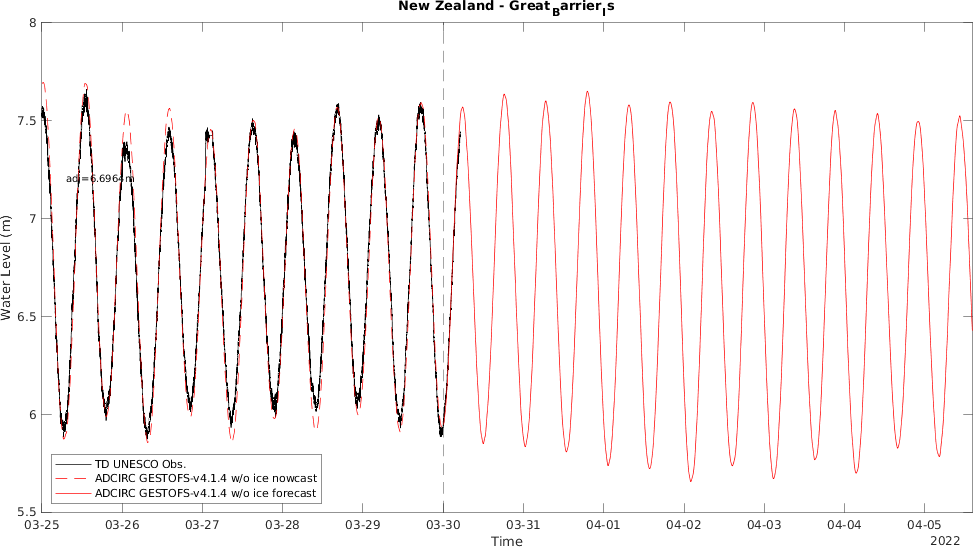 New Zealand - Great_Barrier_Is
8
7.5
7
6.5
6
5.5
Water Level (m)
adj=6.6964m
TD UNESCO Obs.
ADCIRC GESTOFS-v4.1.4 w/o ice nowcast
ADCIRC GESTOFS-v4.1.4 w/o ice forecast
03-25 03-26 03-27 03-28 03-29 03-30 03-31 04-01 04-02 04-03 04-04 04-05
Time
2022